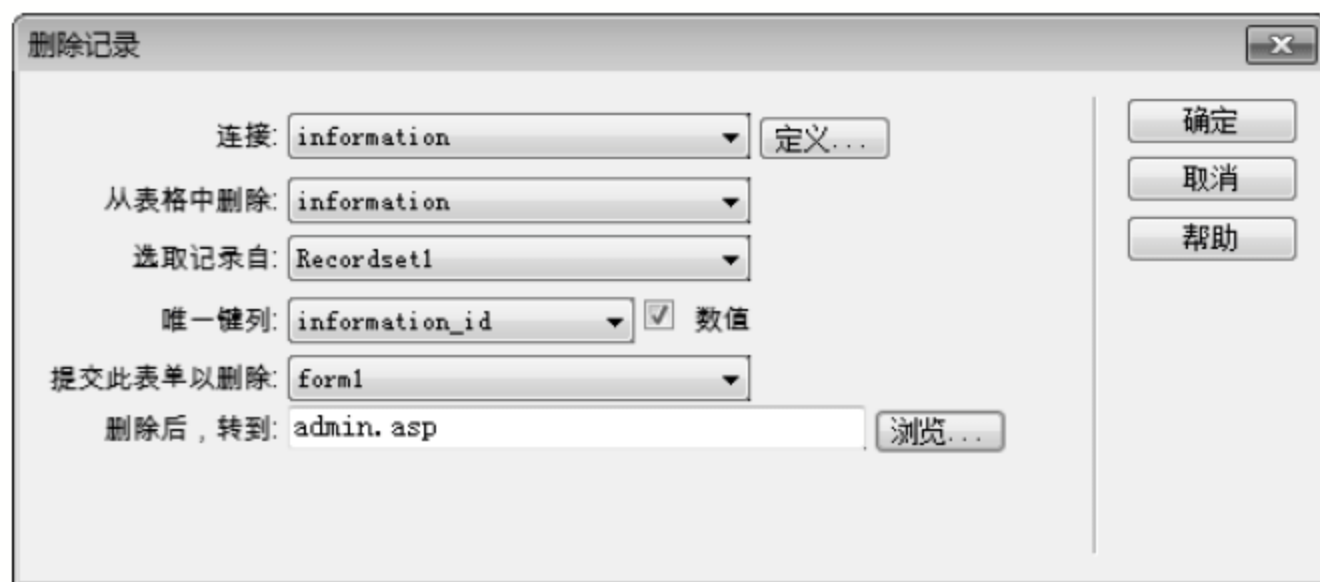 删除记录
连接: information 定义... 确定
从表格中删除: information 取消
选取记录自: Recordset1 帮助
唯一键列: information_id 数值
提交此表单以删除: form1
删除后，转到: admin.asp 浏览...